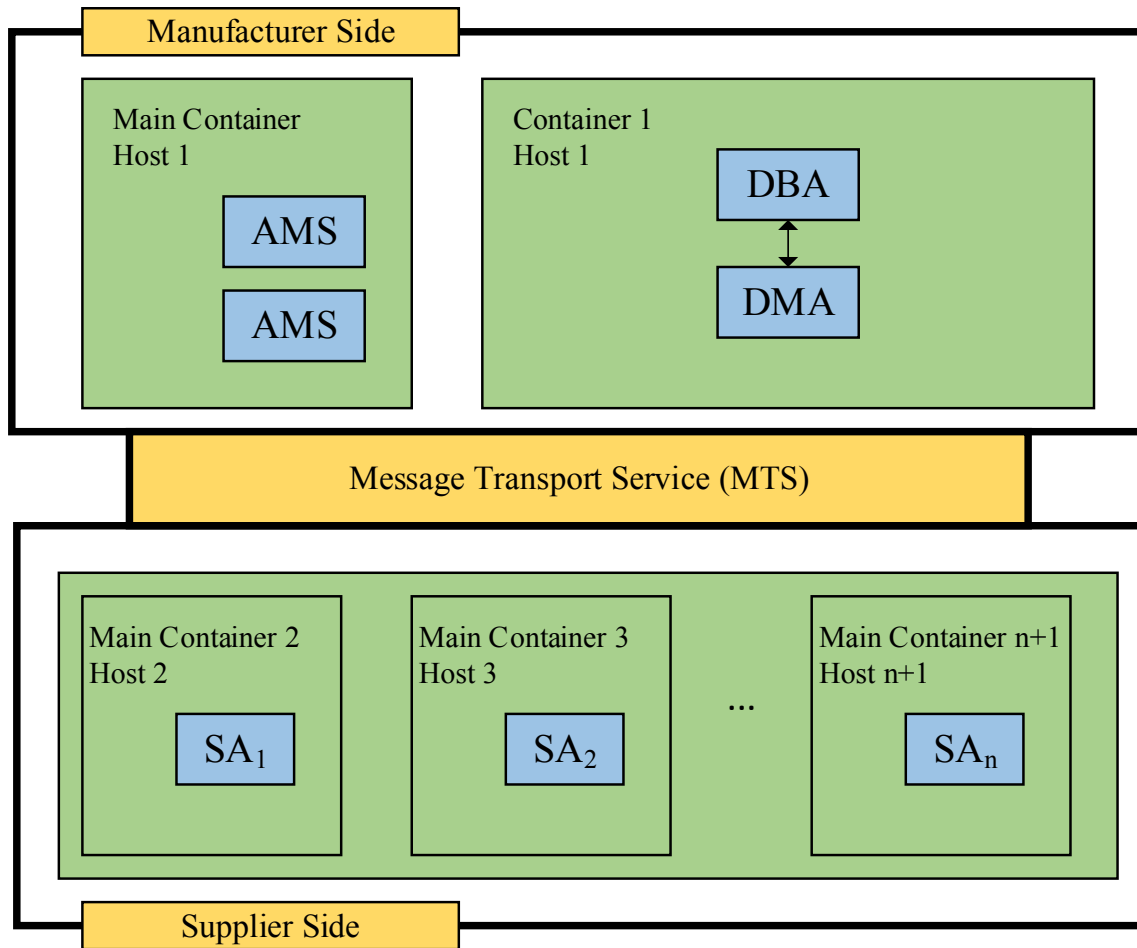 Manufacturer Side
Main Container
Host 1
AMS
AMS
Container 1
Host 1
DBA
DMA
Message Transport Service (MTS)
Main Container 2
Host 2
SA₁
Main Container 3
Host 3
SA₂
...
Main Container n+1
Host n+1
SAₙ
Supplier Side